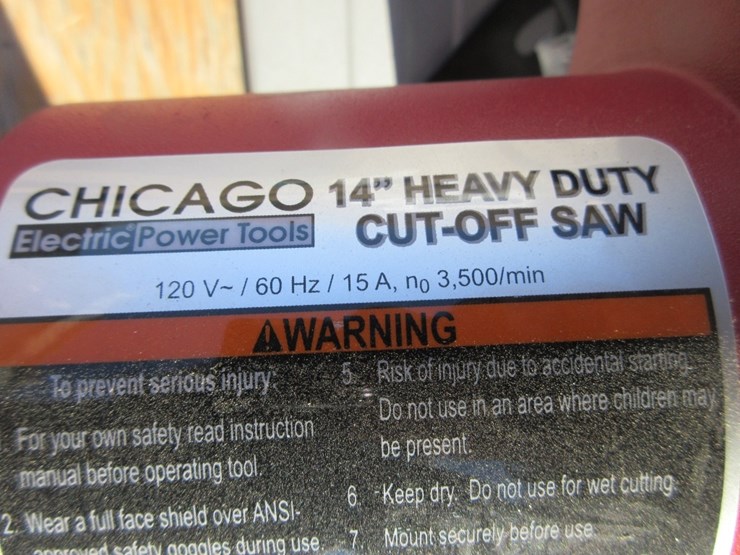 CHICAGO 14” HEAVY DUTY
Electric® Power Tools CUT-OFF SAW
120 V~ / 60 Hz / 15 A, n0 3,500/min
⚠WARNING
To prevent serious injury:
For your own safety read instruction
manual before operating tool.
2. Wear a full face shield over ANSI-
approved safety goggles during use.
5. Risk of injury due to accidental starting.
Do not use in an area where children may
be present.
6. Keep dry. Do not use for wet cutting.
7. Mount securely before use.